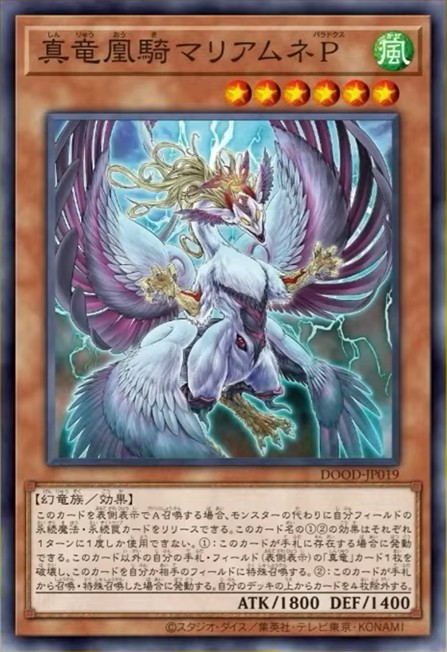 真竜凰騎マリアムネP
風
DOOD-JP019
【幻竜族/効果】
このカードを表側表示でA召喚する場合、モンスターの代わりに自分フィールドの
永続魔法・永続罠カードをリリースできる。このカード名の①②の効果はそれぞれ
1ターンに1度しか使用できない。①:このカードが手札に存在する場合に発動
できる。このカード以外の自分の手札・フィールド(表側表示)の「真竜」カード1枚を
破壊し、このカードを自分か相手のフィールドに特殊召喚する。②:このカードが手札
から召喚・特殊召喚した場合に発動する。自分のデッキの上からカードを4枚除外する。
ATK/1800 DEF/1400
©スタジオ・ダイス/集英社・テレビ東京・KONAMI